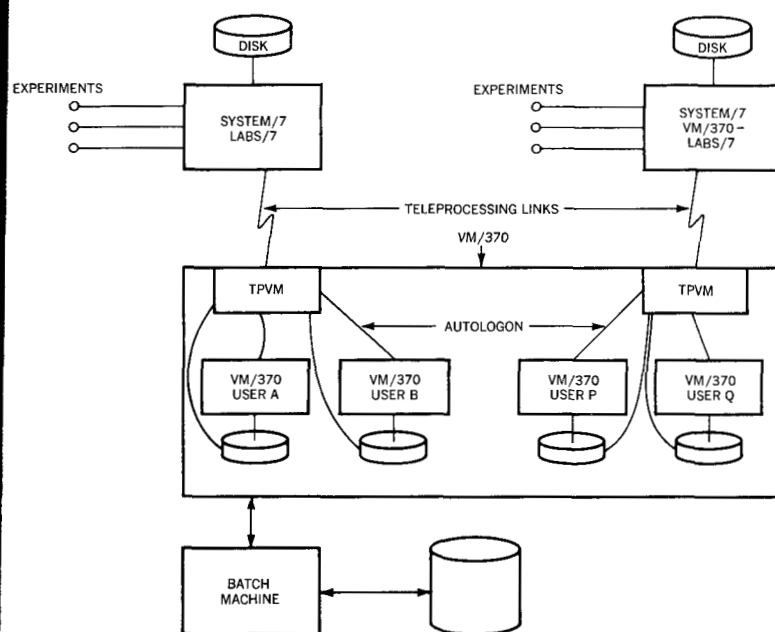 DISK
DISK
EXPERIMENTS
EXPERIMENTS
SYSTEM/7
LABS/7
SYSTEM/7
VM/370–
LABS/7
TELEPROCESSING LINKS
VM/370
TPVM
TPVM
AUTOLOGON
VM/370
USER A
VM/370
USER B
VM/370
USER P
VM/370
USER Q
BATCH
MACHINE